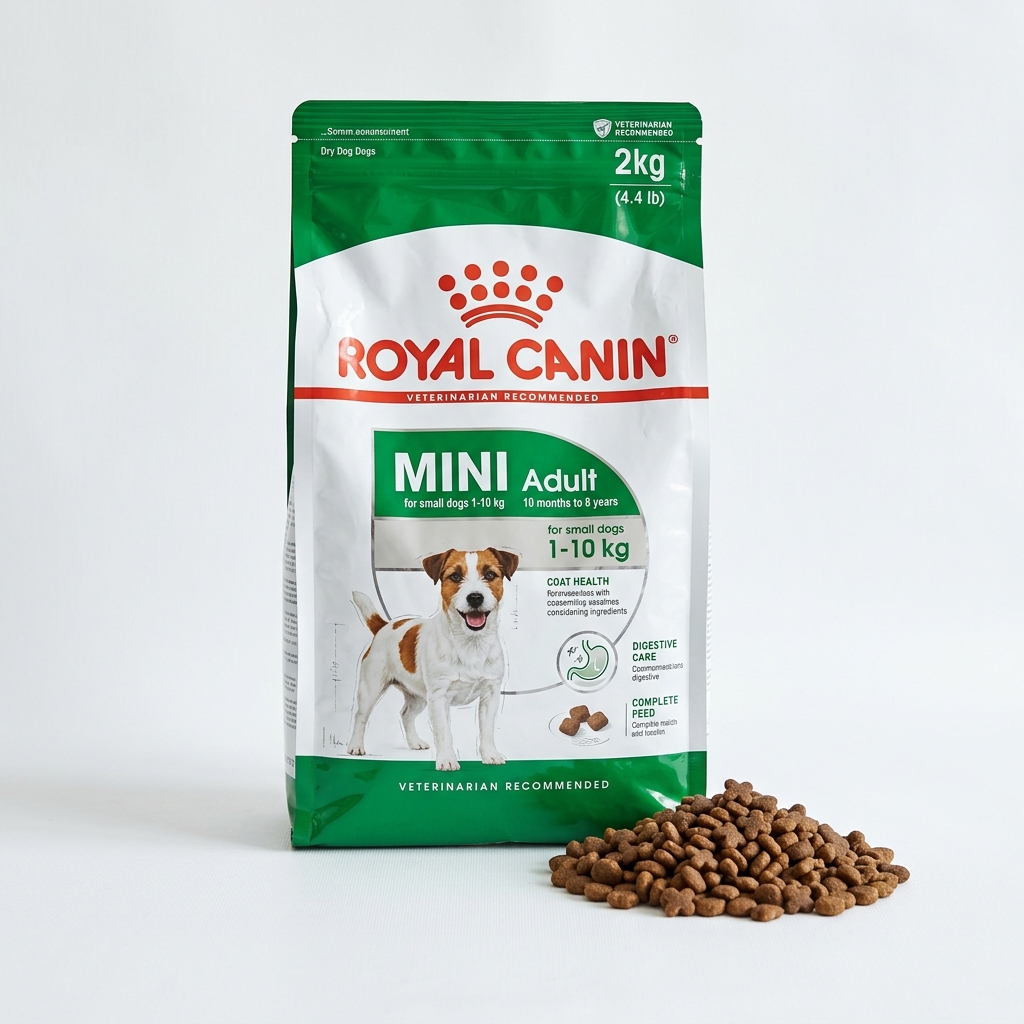 Dry Dog Dogs
VETERINARIAN
RECOMMENBEO
2kg
(4.4 lb)
ROYAL CANIN®
VETERINARIAN RECOMMENDED
MINI Adult
for small dogs 1-10 kg 10 months to 8 years
for small dogs
1-10 kg
COAT HEALTH
with
considaning ingredients
DIGESTIVE
CARE
digestive
COMPLETE
PEED
VETERINARIAN RECOMMENDED